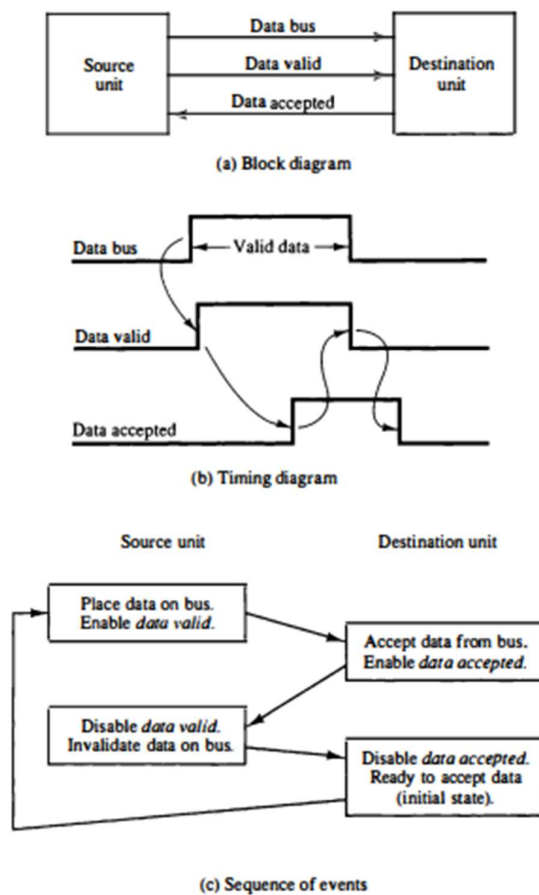 Data bus
Source
unit
Data valid
Destination
unit
Data accepted
(a) Block diagram
Data bus
Valid data
Data valid
Data accepted
(b) Timing diagram
Source unit
Destination unit
Place data on bus.
Enable data valid.
Accept data from bus.
Enable data accepted.
Disable data valid.
Invalidate data on bus.
Disable data accepted.
Ready to accept data
(initial state).
(c) Sequence of events